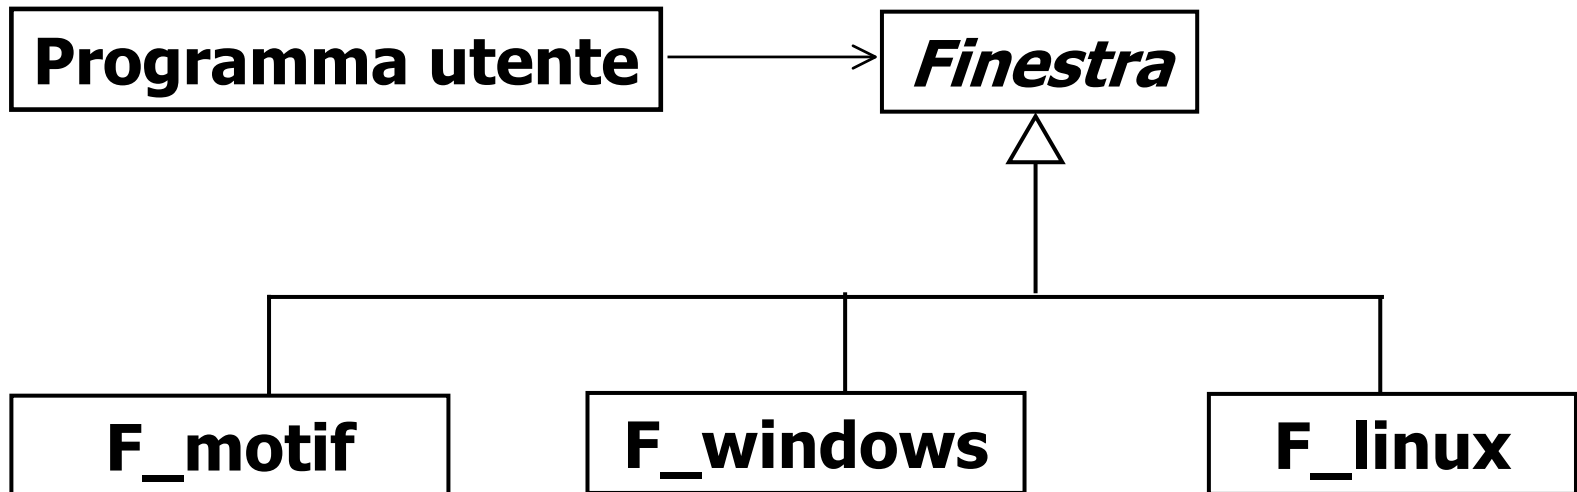 Programma utente
Finestra
F_motif
F_windows
F_linux